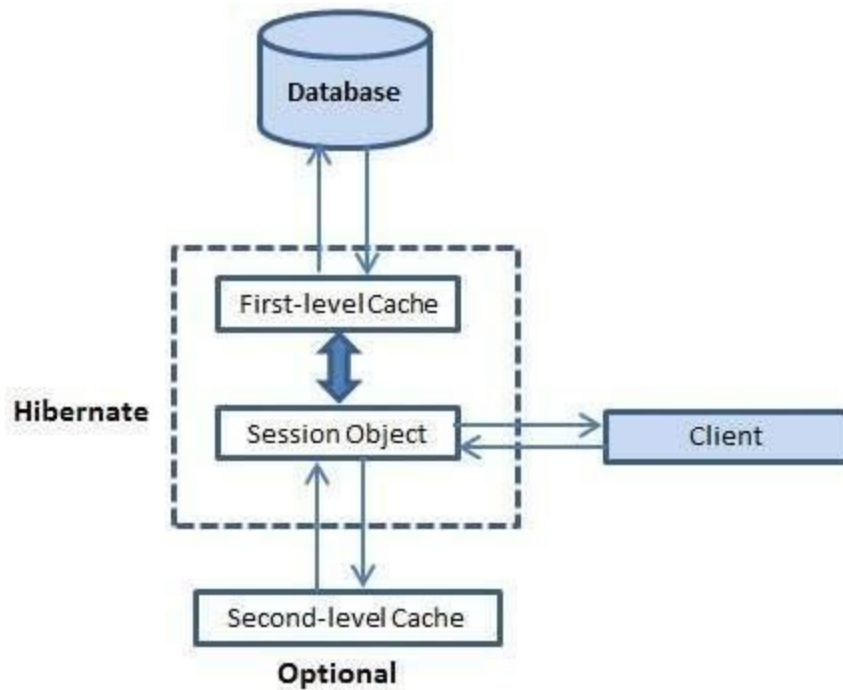 Database
First-level Cache
Hibernate
Session Object
Client
Second-level Cache
Optional